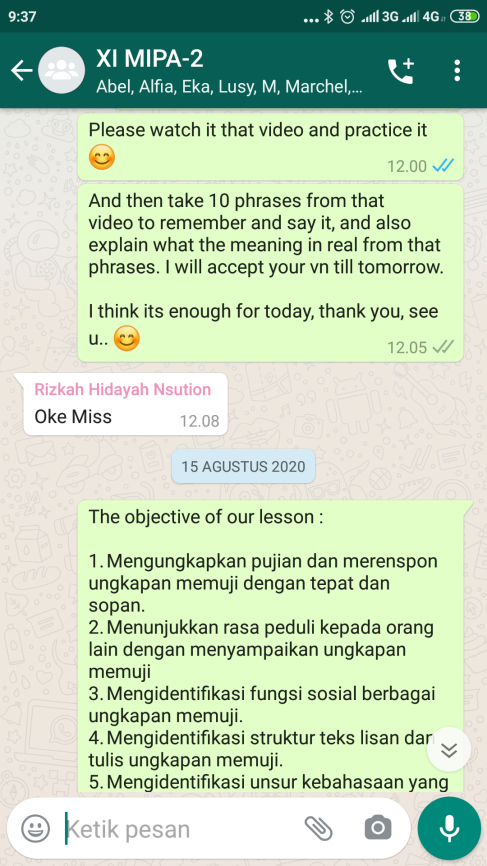 9:37
3G 4G 38
XI MIPA-2
Abel, Alfia, Eka, Lusy, M, Marchel,...
Please watch it that video and practice it
😊
12.00
And then take 10 phrases from that
video to remember and say it, and also
explain what the meaning in real from that
phrases. I will accept your vn till tomorrow.
I think its enough for today, thank you, see
u.. 😊
12.05
Rizkah Hidayah Nsution
Oke Miss
12.08
15 AGUSTUS 2020
The objective of our lesson :
1. Mengungkapkan pujian dan merenspon
ungkapan memuji dengan tepat dan
sopan.
2. Menunjukkan rasa peduli kepada orang
lain dengan menyampaikan ungkapan
memuji
3. Mengidentifikasi fungsi sosial berbagai
ungkapan memuji.
4. Mengidentifikasi struktur teks lisan dan
tulis ungkapan memuji.
5. Mengidentifikasi unsur kebahasaan yang
Ketik pesan